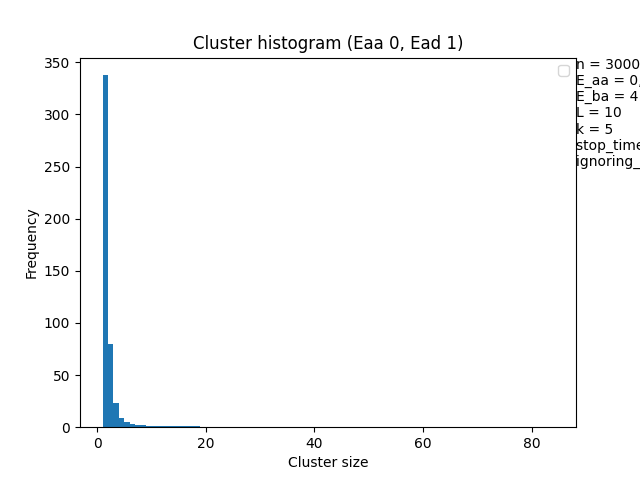 Cluster histogram (Eaa 0, Ead 1)
n = 3000
E_aa = 0,
E_ba = 4
L = 10
k = 5
stop_time
ignoring_
350
300
250
200
150
100
50
0
Frequency
0 20 40 60 80
Cluster size